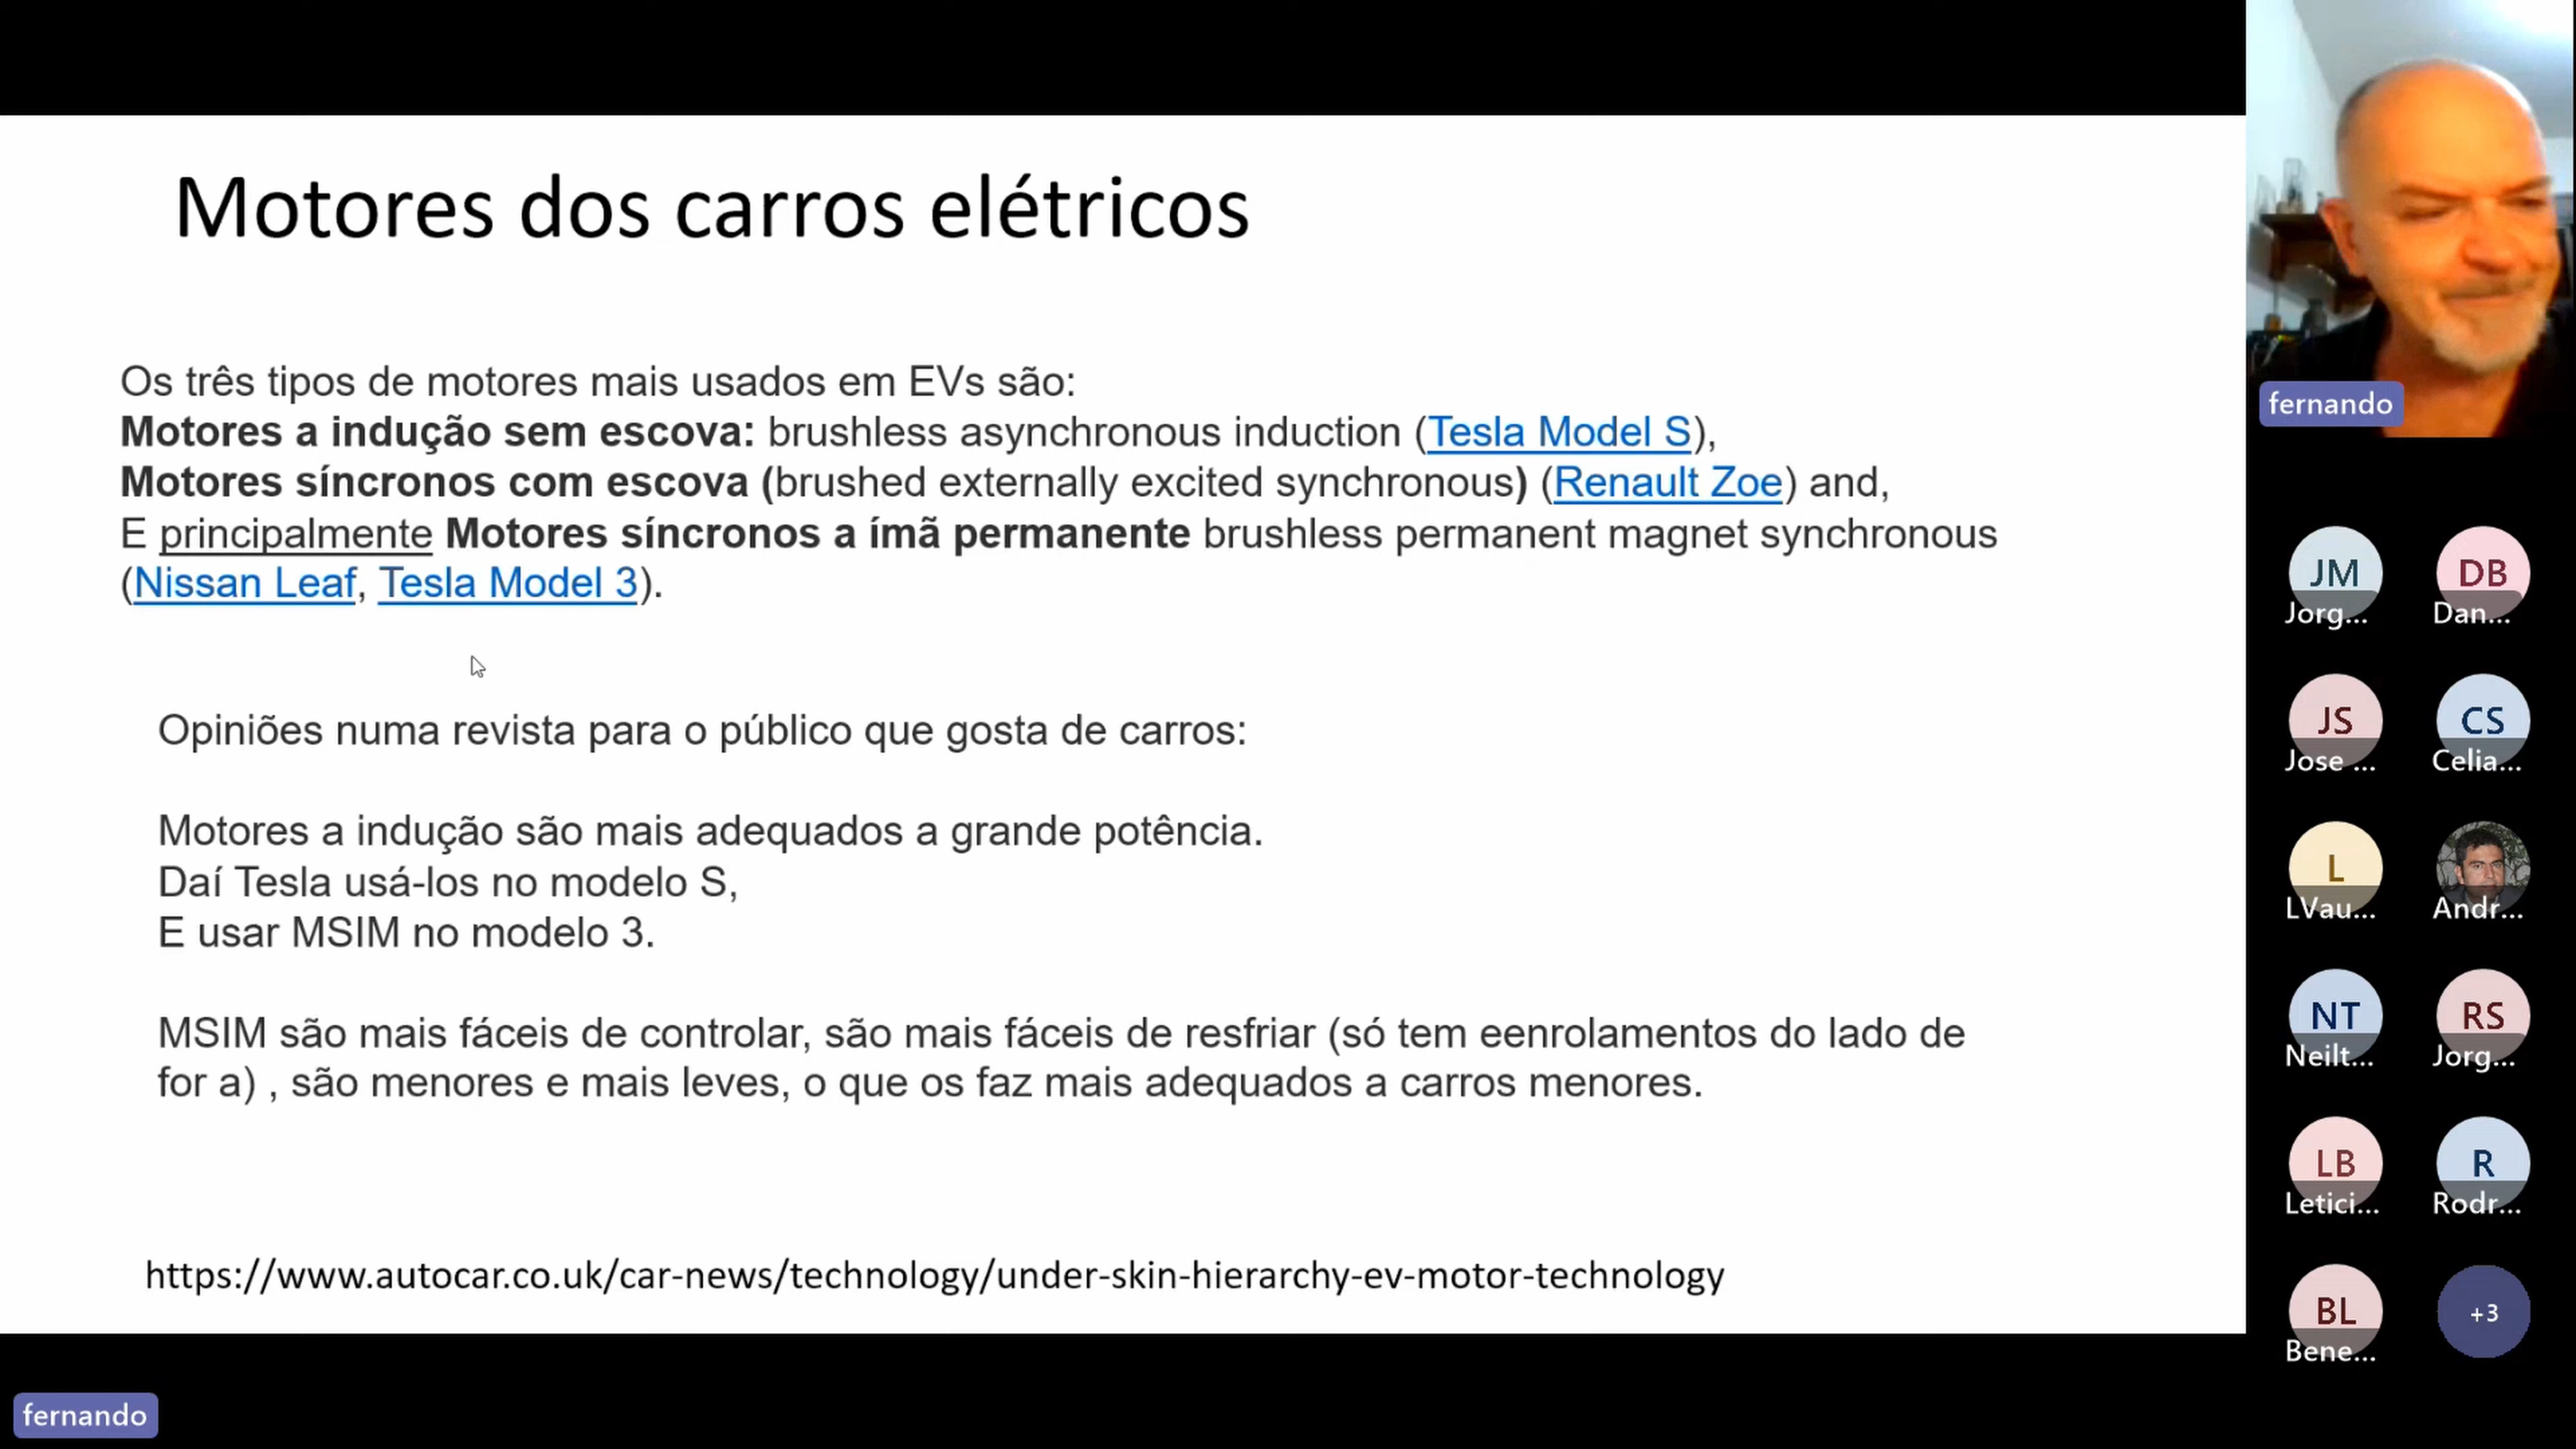 Motores dos carros elétricos
Os três tipos de motores mais usados em EVs são:
Motores a indução sem escova: brushless asynchronous induction (Tesla Model S),
Motores síncronos com escova (brushed externally excited synchronous) (Renault Zoe) and,
E principalmente Motores síncronos a ímã permanente brushless permanent magnet synchronous
(Nissan Leaf, Tesla Model 3).
Opiniões numa revista para o público que gosta de carros:
Motores a indução são mais adequados a grande potência.
Daí Tesla usá-los no modelo S,
E usar MSIM no modelo 3.
MSIM são mais fáceis de controlar, são mais fáceis de resfriar (só tem eenrolamentos do lado de
for a) , são menores e mais leves, o que os faz mais adequados a carros menores.
https://www.autocar.co.uk/car-news/technology/under-skin-hierarchy-ev-motor-technology
fernando
fernando
JM
Jorg...
DB
Dan...
JS
Jose ...
CS
Celia...
L
LVau...
Andr...
NT
Neilt...
RS
Jorg...
LB
Letici...
R
Rodr...
BL
Bene...
+3